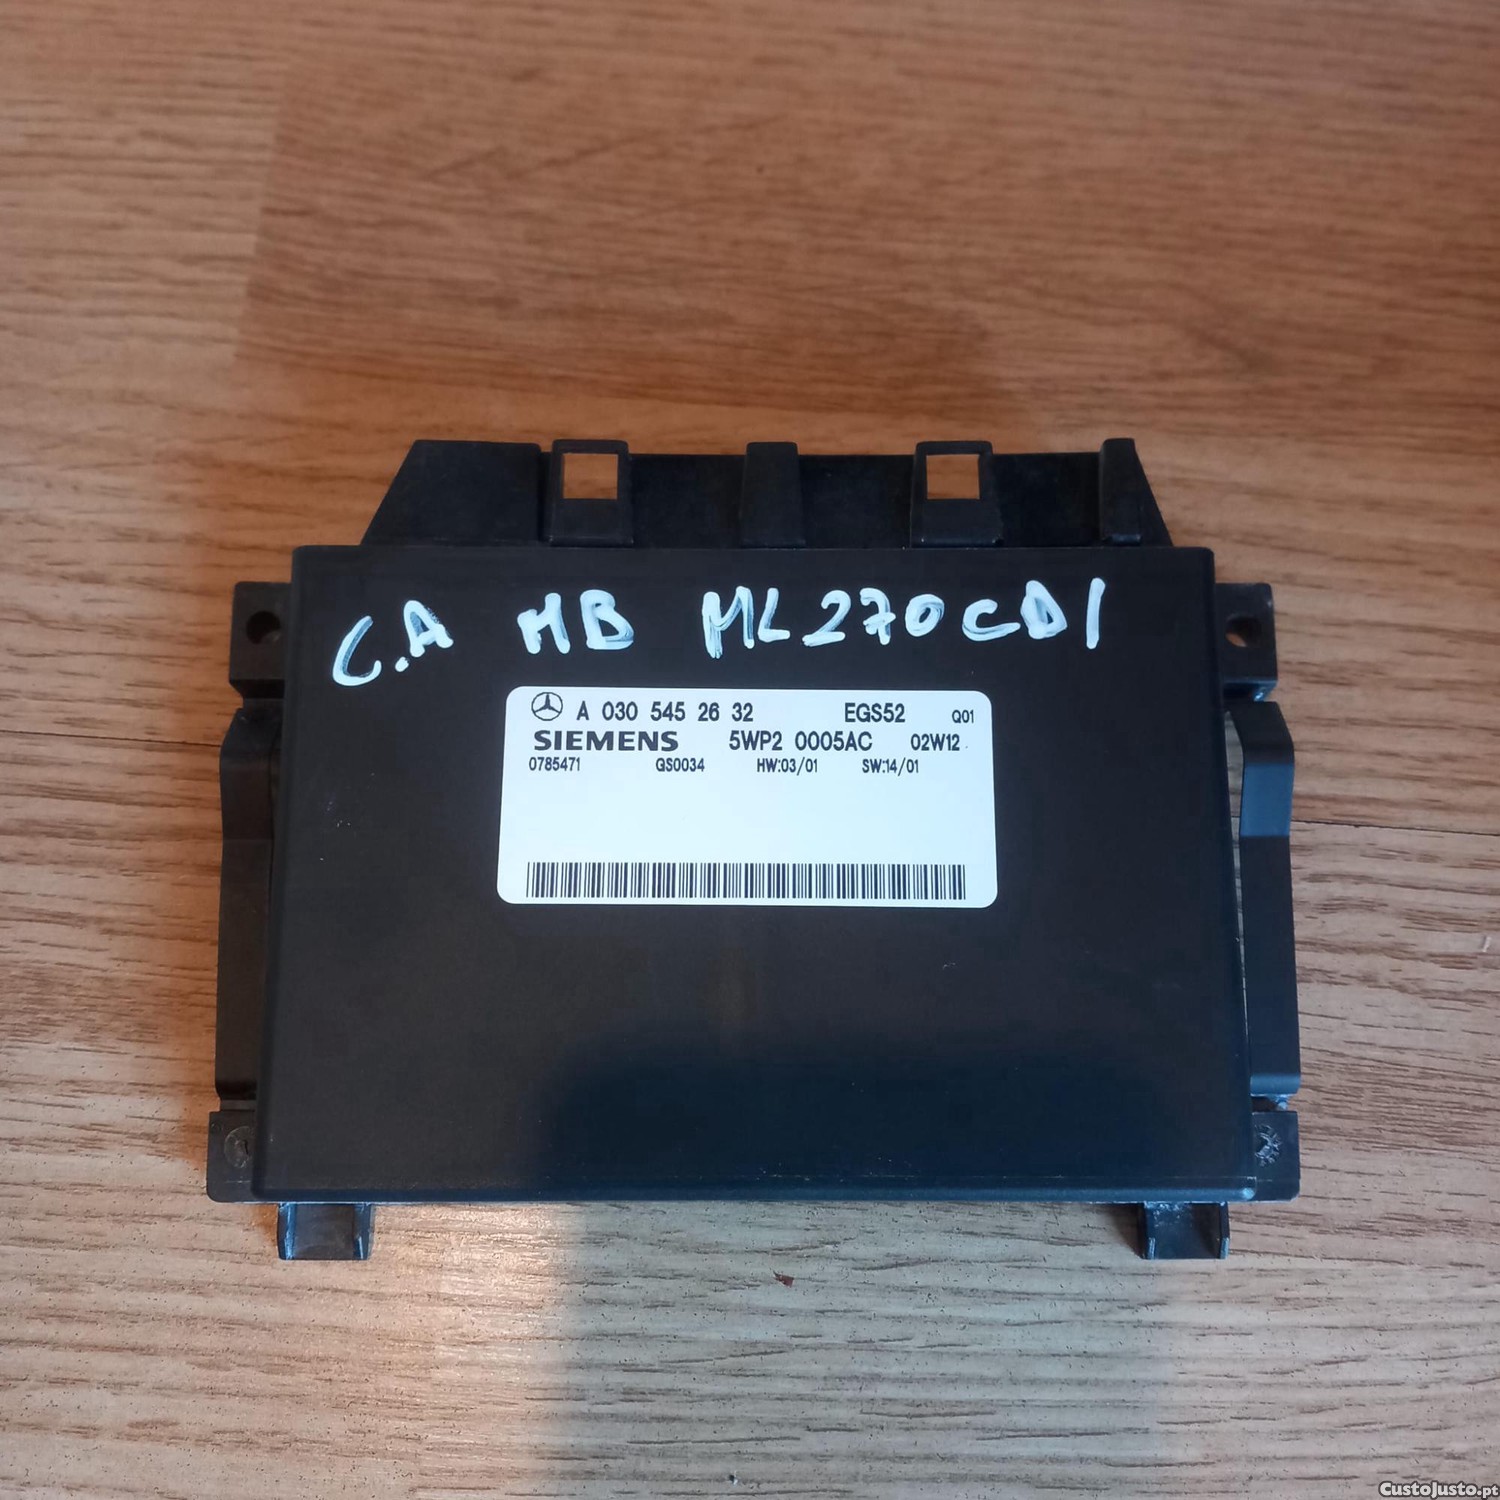 C.A MB ML270CDI
A 030 545 26 32 EGS52 Q01
SIEMENS 5WP2 0005AC 02W12
0785471 GS0034 HW:03/01 SW:14/01
CustoJusto.pt